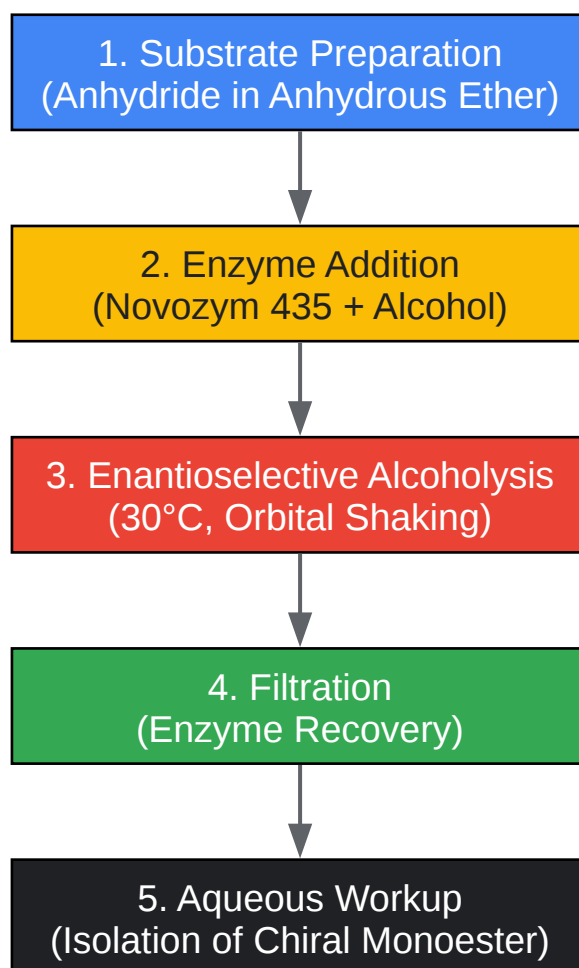 1. Substrate Preparation
(Anhydride in Anhydrous Ether)
2. Enzyme Addition
(Novozym 435 + Alcohol)
3. Enantioselective Alcoholysis
(30°C, Orbital Shaking)
4. Filtration
(Enzyme Recovery)
5. Aqueous Workup
(Isolation of Chiral Monoester)